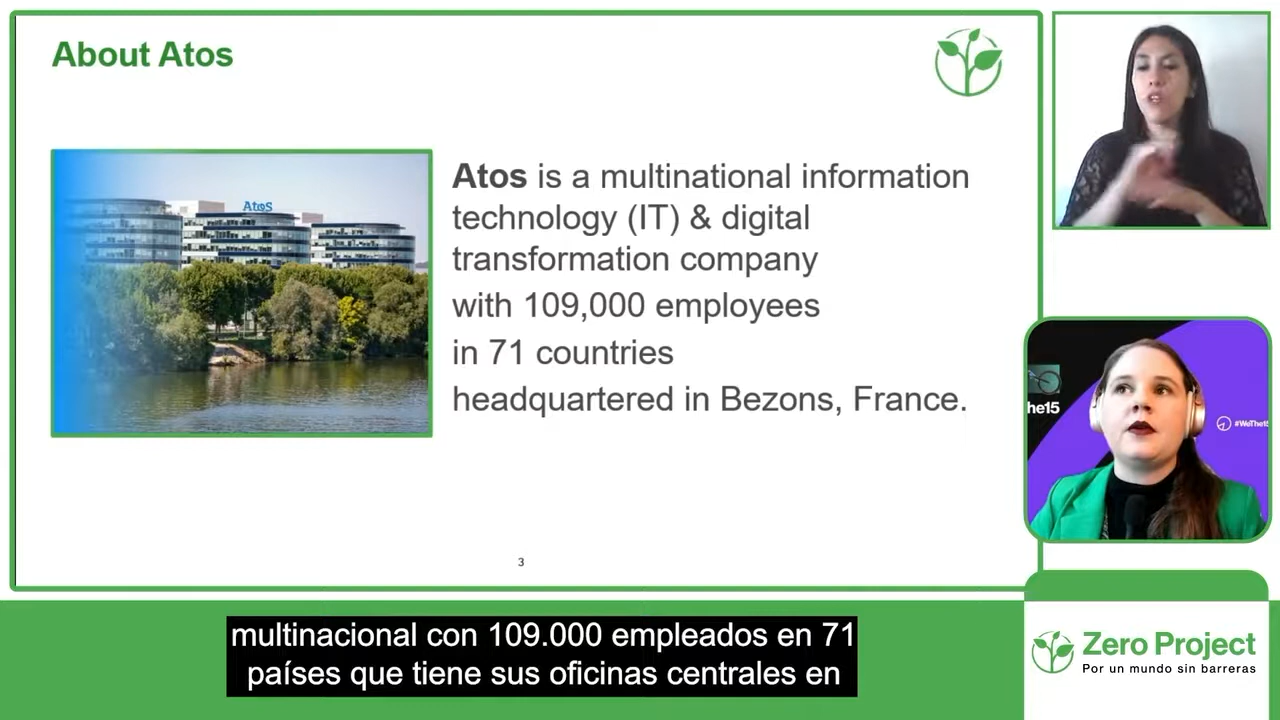 About Atos
Atos
Atos is a multinational information
technology (IT) & digital
transformation company
with 109,000 employees
in 71 countries
headquartered in Bezons, France.
3
he15
#WeThe15
multinacional con 109.000 empleados en 71
países que tiene sus oficinas centrales en
Zero Project
Por un mundo sin barreras